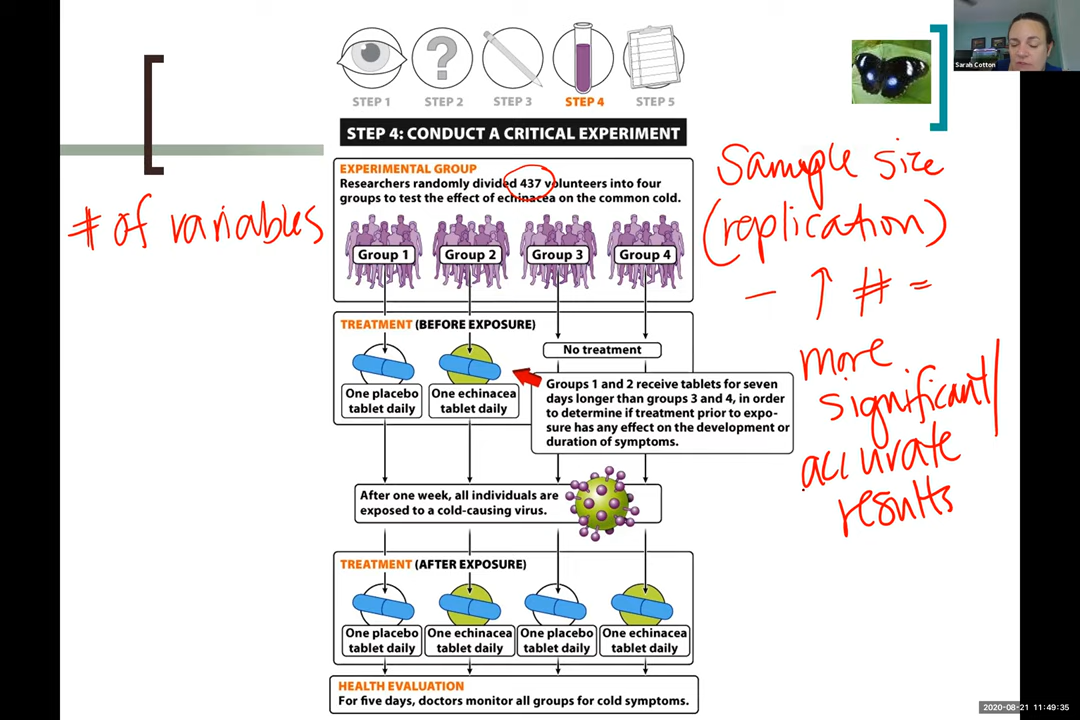 Sarah Cotton
STEP 1 STEP 2 STEP 3 STEP 4 STEP 5
STEP 4: CONDUCT A CRITICAL EXPERIMENT
EXPERIMENTAL GROUP
Researchers randomly divided 437 volunteers into four
groups to test the effect of echinacea on the common cold.
Group 1 Group 2 Group 3 Group 4
# of variables
Sample size
(replication)
— ↑ # =
more
significant/
accurate
results
TREATMENT (BEFORE EXPOSURE)
No treatment
One placebo
tablet daily
One echinacea
tablet daily
Groups 1 and 2 receive tablets for seven
days longer than groups 3 and 4, in order
to determine if treatment prior to expo-
sure has any effect on the development or
duration of symptoms.
After one week, all individuals are
exposed to a cold-causing virus.
TREATMENT (AFTER EXPOSURE)
One placebo
tablet daily
One echinacea
tablet daily
One placebo
tablet daily
One echinacea
tablet daily
HEALTH EVALUATION
For five days, doctors monitor all groups for cold symptoms.
2020-08-21 11:49:35